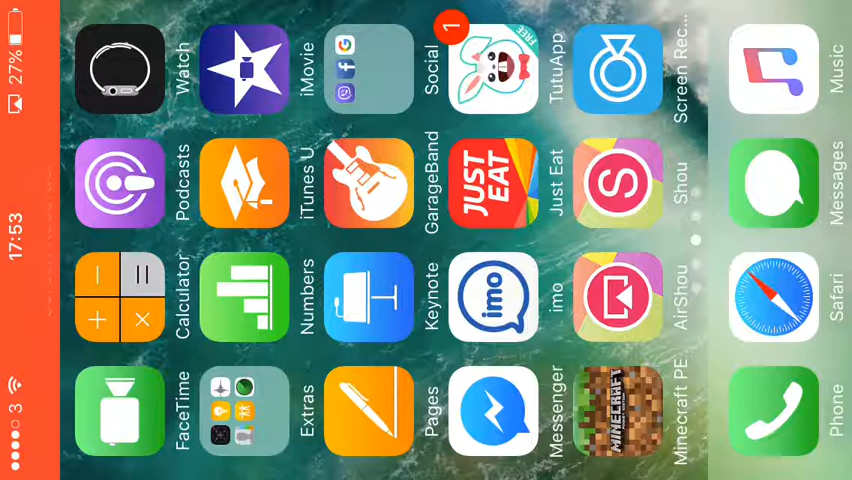 3 17:53 27%
FaceTime Calculator Podcasts Watch
Extras Numbers iTunes U iMovie
Pages Keynote GarageBand Social
imo
JUST
EAT
FREE
1
Messenger imo Just Eat TutuApp
MINECRAFT
S
Minecraft PE AirShou Shou Screen Rec...
Phone Safari Messages Music